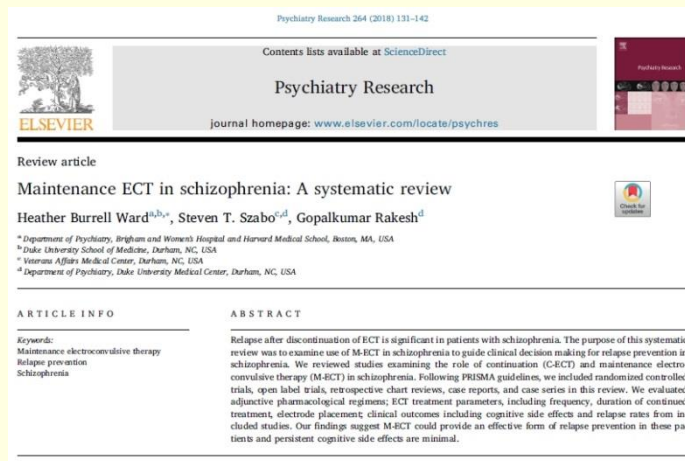 Psychiatry Research 264 (2018) 131–142
Contents lists available at ScienceDirect
Psychiatry Research
Psychiatry Research
ELSEVIER
journal homepage: www.elsevier.com/locate/psychres
Review article
Maintenance ECT in schizophrenia: A systematic review
Check for
updates
Heather Burrell Ward a,b,⁎, Steven T. Szabo c,d, Gopalkumar Rakesh d
a Department of Psychiatry, Brigham and Women's Hospital and Harvard Medical School, Boston, MA, USA
b Duke University School of Medicine, Durham, NC, USA
c Veterans Affairs Medical Center, Durham, NC, USA
d Department of Psychiatry, Duke University Medical Center, Durham, NC, USA
ARTICLE INFO
Keywords:
Maintenance electroconvulsive therapy
Relapse prevention
Schizophrenia
ABSTRACT
Relapse after discontinuation of ECT is significant in patients with schizophrenia. The purpose of this systematic
review was to examine use of M-ECT in schizophrenia to guide clinical decision making for relapse prevention in
schizophrenia. We reviewed studies examining the role of continuation (C-ECT) and maintenance electro-
convulsive therapy (M-ECT) in schizophrenia. Following PRISMA guidelines, we included randomized controlled
trials, open label trials, retrospective chart reviews, case reports, and case series in this review. We evaluated
adjunctive pharmacological regimens; ECT treatment parameters, including frequency, duration of continued
treatment, electrode placement; clinical outcomes including cognitive side effects and relapse rates from in-
cluded studies. Our findings suggest M-ECT could provide an effective form of relapse prevention in these pa-
tients and persistent cognitive side effects are minimal.